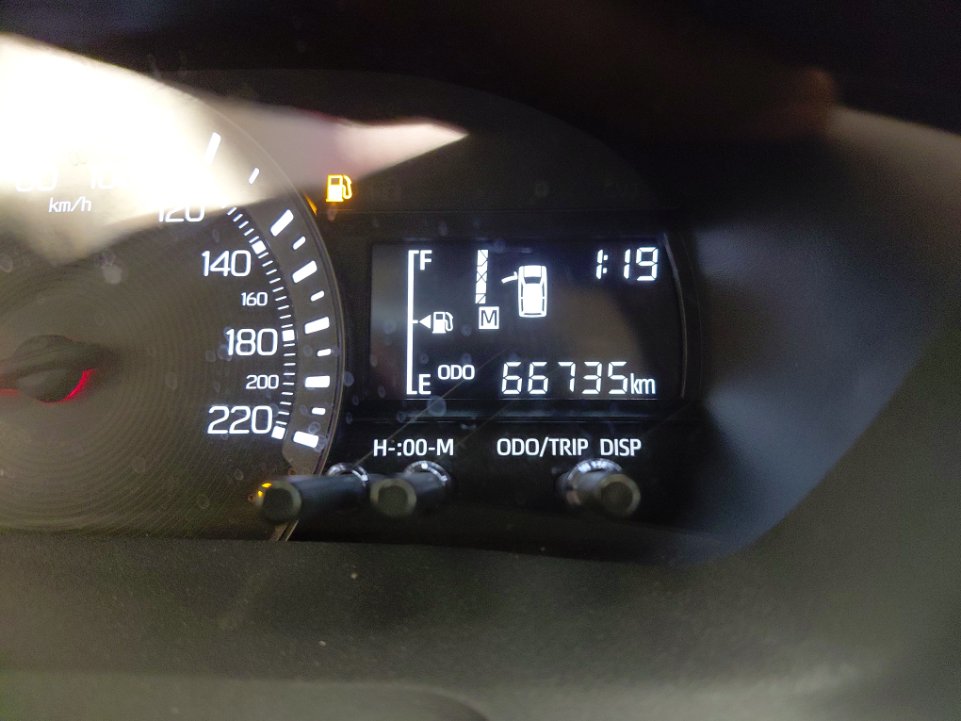 km/h
120
140
160
180
200
220
F
1:19
M
E ODO 66735km
H-:00-M ODO/TRIP DISP